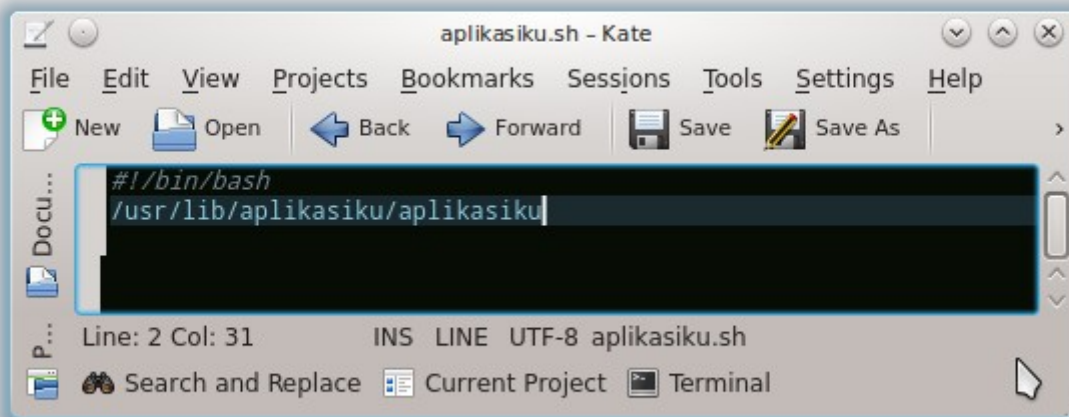 aplikasiku.sh – Kate
File Edit View Projects Bookmarks Sessions Tools Settings Help
New Open Back Forward Save Save As
Docu...
#!/bin/bash
/usr/lib/aplikasiku/aplikasiku
P...
Line: 2 Col: 31 INS LINE UTF-8 aplikasiku.sh
Search and Replace Current Project Terminal